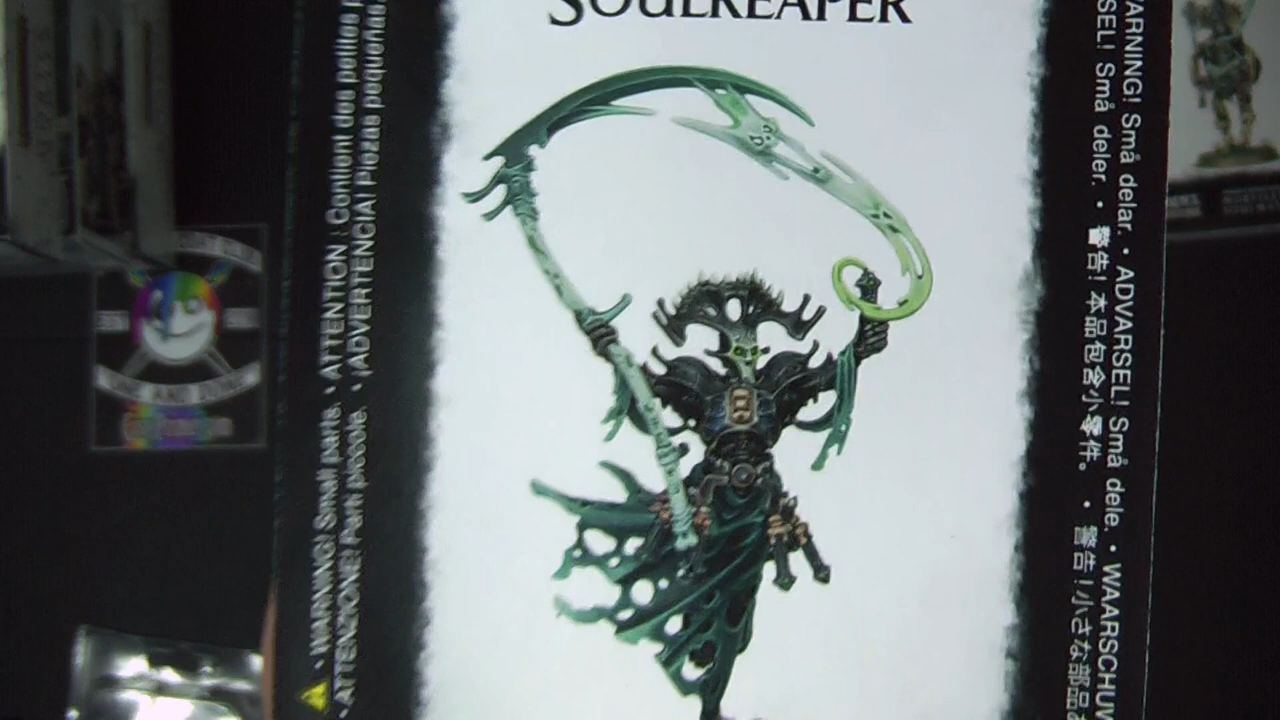 SOULREAPER
WARNING! Small parts. • ATTENTION : Contient des petites
• ATTENZIONE! Parti piccole. • ¡ADVERTENCIA! Piezas pequeñas
ARNING! Små delar. • ADVARSEL! Små dele. • WAARSCHUW
SEL! Små deler. • 警告! 本品包含小零件。 • 警告!小さな部品